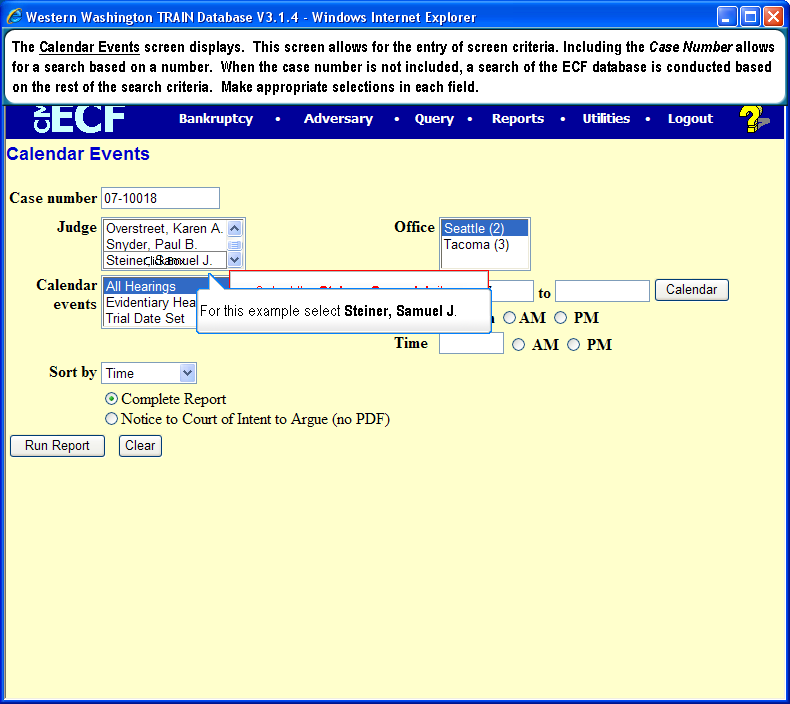 Western Washington TRAIN Database V3.1.4 - Windows Internet Explorer
The Calendar Events screen displays. This screen allows for the entry of screen criteria. Including the Case Number allows
for a search based on a number. When the case number is not included, a search of the ECF database is conducted based
on the rest of the search criteria. Make appropriate selections in each field.
CM ECF Bankruptcy • Adversary • Query • Reports • Utilities • Logout ?
Calendar Events
Case number 07-10018
Judge Overstreet, Karen A. Office Seattle (2)
Snyder, Paul B. Tacoma (3)
Steiner, Samuel J.
Calendar All Hearings to Calendar
events Evidentiary Hea
For this example select Steiner, Samuel J.
AM PM
Trial Date Set
Time AM PM
Sort by Time
Complete Report
Notice to Court of Intent to Argue (no PDF)
Run Report Clear